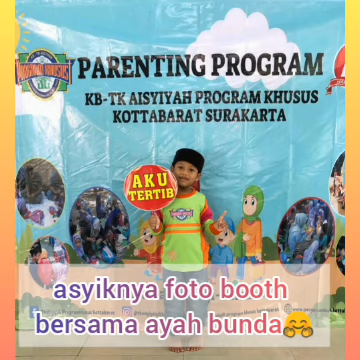 PARENTING PROGRAM
KB-TK AISYIYAH PROGRAM KHUSUS
KOTTABARAT SURAKARTA
AKU
TERTIB
asyiknya foto booth
bersama ayah bunda🤗